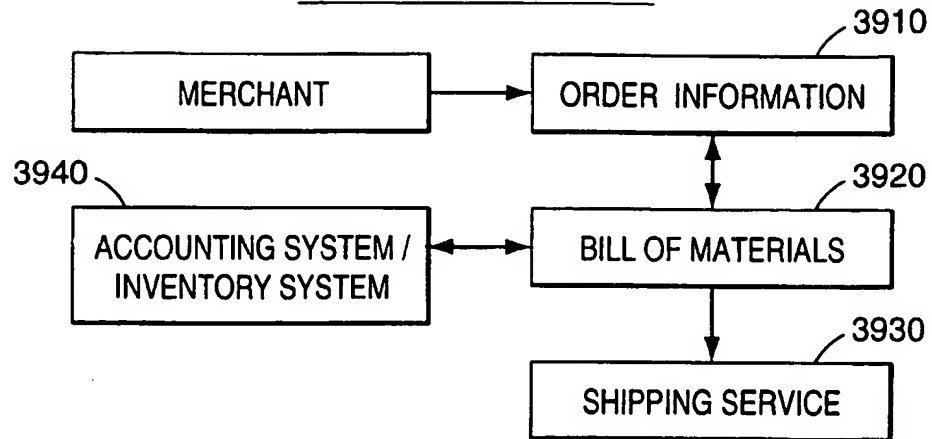 3910
MERCHANT
ORDER INFORMATION
3940
3920
ACCOUNTING SYSTEM /
INVENTORY SYSTEM
BILL OF MATERIALS
3930
SHIPPING SERVICE